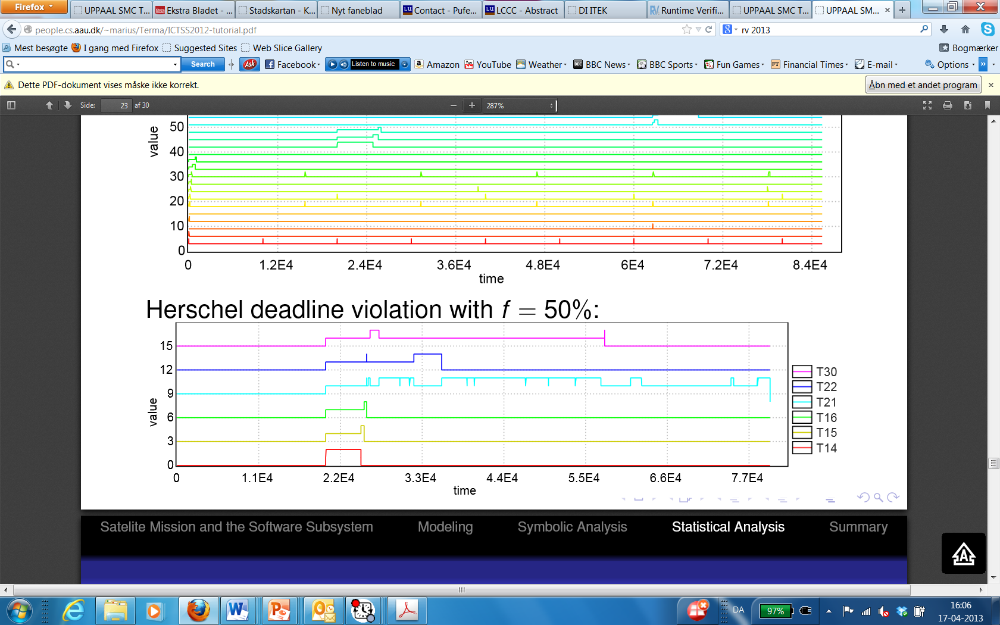 Firefox
UPPAAL SMC T...
Ekstra Bladet - ...
Stadskartan - K...
Nyt faneblad
Contact - Pufe...
LCCC - Abstract
DI ITEK
Runtime Verifi...
UPPAAL SMC T...
UPPAAL SM...
people.cs.aau.dk/~marius/Terma/ICTSS2012-tutorial.pdf
rv 2013
Mest besøgte
I gang med Firefox
Suggested Sites
Web Slice Gallery
Bogmærker
Search
Ask
Facebook
Listen to music
Amazon
YouTube
Weather
BBC News
BBC Sports
Fun Games
Financial Times
E-mail
Options
Dette PDF-dokument vises måske ikke korrekt.
Åbn med et andet program
Side: 23 af 30
287%
value
50
40
30
20
10
0
0 1.2E4 2.4E4 3.6E4 4.8E4 6E4 7.2E4 8.4E4
time
Herschel deadline violation with f = 50%:
value
15
12
9
6
3
0
0 1.1E4 2.2E4 3.3E4 4.4E4 5.5E4 6.6E4 7.7E4
time
T30
T22
T21
T16
T15
T14
Satelite Mission and the Software Subsystem
Modeling
Symbolic Analysis
Statistical Analysis
Summary
DA
97%
16:06
17-04-2013